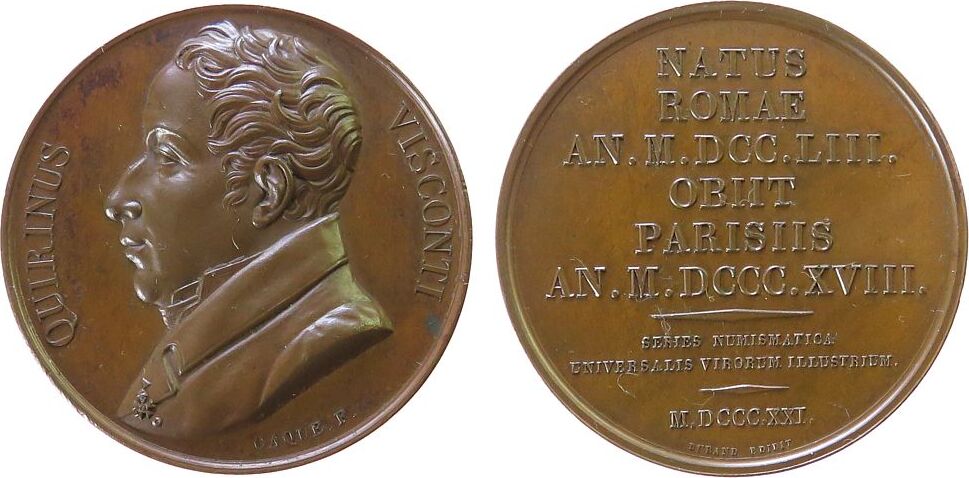 QUIRINUS VISCONTI
CAQUE. F.
NATUS
ROMAE
AN. M. DCC. LIII.
OBIIT
PARISIIS
AN. M. DCCC. XVIII.
SERIES NUMISMATICA
UNIVERSALIS VIRORUM ILLUSTRIUM.
M. DCCC. XXI.
DURAND EDIDIT